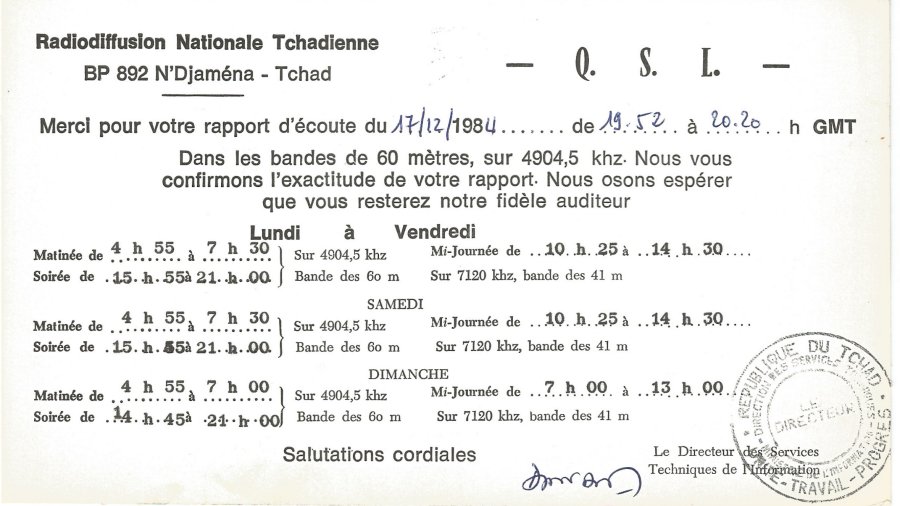 Radiodiffusion Nationale Tchadienne
BP 892 N'Djaména - Tchad
— Q. S. L. —
Merci pour votre rapport d'écoute du 17/12/1984....... de 19.52 à 20.20 h GMT
Dans les bandes de 60 mètres, sur 4904,5 khz. Nous vous
confirmons l'exactitude de votre rapport. Nous osons espérer
que vous resterez notre fidèle auditeur
Lundi à Vendredi
Matinée de 4 h 55 à 7 h 30 Sur 4904,5 khz Mi-Journée de 10 h 25 à 14 h 30
Soirée de 15 h 55 à 21 h 00 Bande des 60 m Sur 7120 khz, bande des 41 m
SAMEDI
Matinée de 4 h 55 à 7 h 30 Sur 4904,5 khz Mi-Journée de 10 h 25 à 14 h 30
Soirée de 15 h 55 à 21 h 00 Bande des 60 m Sur 7120 khz, bande des 41 m
DIMANCHE
Matinée de 4 h 55 à 7 h 00 Sur 4904,5 khz Mi-Journée de 7 h 00 à 13 h 00
Soirée de 14 h 45 à 21 h 00 Bande des 60 m Sur 7120 khz, bande des 41 m
Salutations cordiales
Le Directeur des Services
Techniques de l'Information
REPUBLIQUE DU TCHAD
UNITE-TRAVAIL-PROGRES
LE
DIRECTEUR